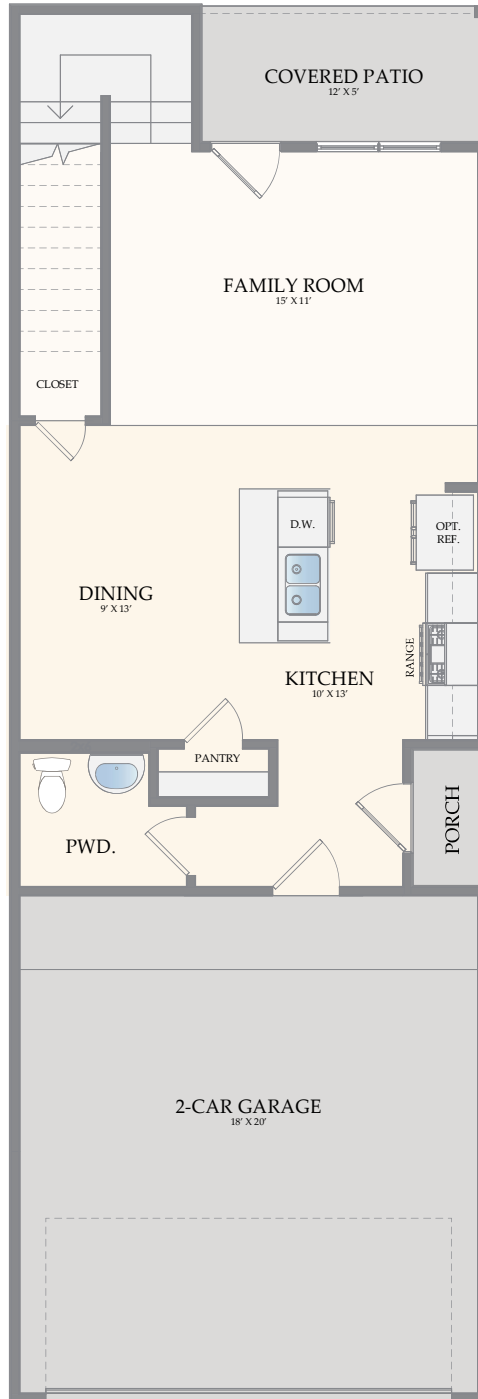 COVERED PATIO
12' X 5'
FAMILY ROOM
15' X 11'
CLOSET
D.W.
OPT.
REF.
DINING
9' X 13'
RANGE
KITCHEN
10' X 13'
PANTRY
PORCH
PWD.
2-CAR GARAGE
18' X 20'